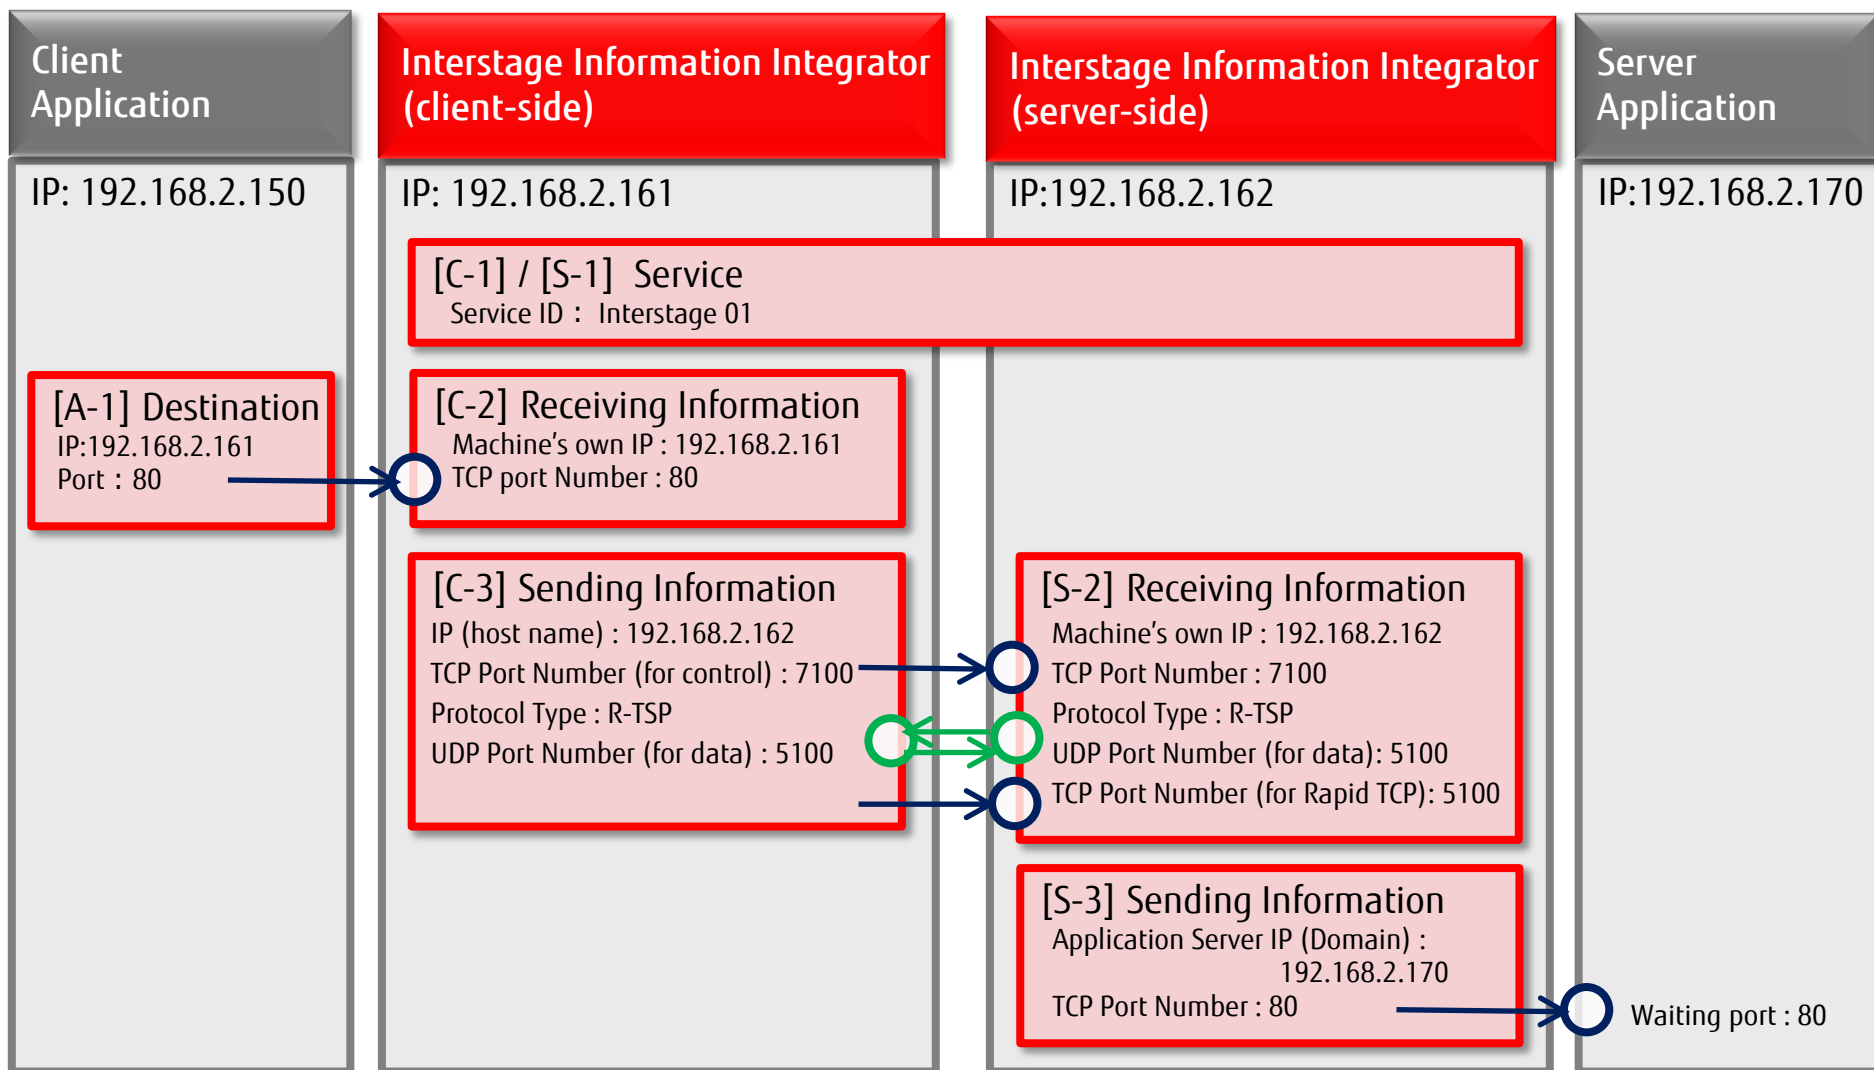 Client
Application
Interstage Information Integrator
(client-side)
Interstage Information Integrator
(server-side)
Server
Application
IP: 192.168.2.150
IP: 192.168.2.161
IP:192.168.2.162
IP:192.168.2.170
[C-1] / [S-1] Service
Service ID : Interstage 01
[A-1] Destination
IP:192.168.2.161
Port : 80
[C-2] Receiving Information
Machine's own IP : 192.168.2.161
TCP port Number : 80
[C-3] Sending Information
IP (host name) : 192.168.2.162
TCP Port Number (for control) : 7100
Protocol Type : R-TSP
UDP Port Number (for data) : 5100
[S-2] Receiving Information
Machine's own IP : 192.168.2.162
TCP Port Number : 7100
Protocol Type : R-TSP
UDP Port Number (for data): 5100
TCP Port Number (for Rapid TCP): 5100
[S-3] Sending Information
Application Server IP (Domain) :
192.168.2.170
TCP Port Number : 80
Waiting port : 80